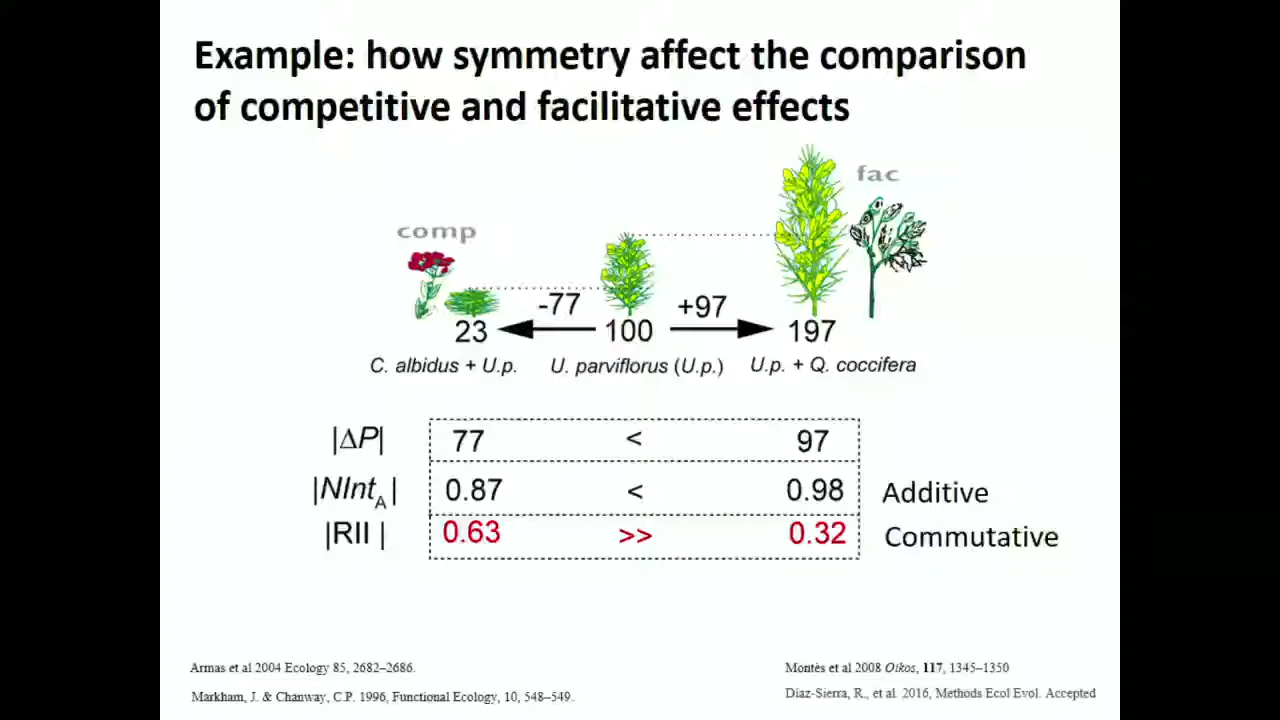 Example: how symmetry affect the comparison
of competitive and facilitative effects
fac
comp
-77
+97
23
100
197
C. albidus + U.p.
U. parviflorus (U.p.)
U.p. + Q. coccifera
|ΔP| 77 < 97
|NInt_A| 0.87 < 0.98 Additive
|RII | 0.63 >> 0.32 Commutative
Armas et al 2004 Ecology 85, 2682–2686.
Markham, J. & Chanway, C.P. 1996, Functional Ecology, 10, 548–549.
Montès et al 2008 Oikos, 117, 1345–1350
Díaz-Sierra, R., et al. 2016, Methods Ecol Evol. Accepted